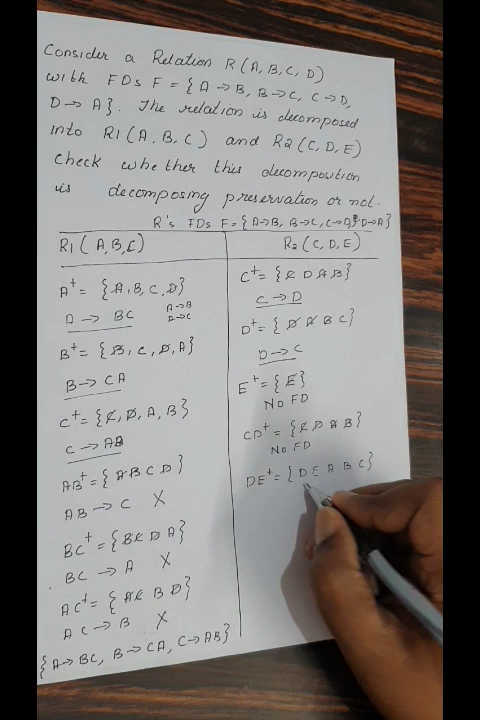 Consider a Relation R(A, B, C, D)
with FDs F = { A → B, B → C, C → D,
D → A}. The relation is decomposed
into R1(A, B, C) and R2(C, D, E)
check whether this decomposition
is decomposing preservation or not.
R's FDs F = {A→B, B→C, C→D, D→A}
R1( A,B,C)
A+ = {A,B,C,D}
A → BC
A→B
A→C
B+ = {B,C,D,A}
B → CA
C+ = {C,D,A,B}
C → AB
AB+ = {A B C D}
AB → C X
BC+ = {B C D A}
BC → A X
AC+ = {A C B D}
AC → B X
{A→BC, B→CA, C→AB}
R2(C,D,E)
C+ = {C D A B}
C → D
D+ = {D A B C}
D → C
E+ = {E}
NO FD
CD+ = {C D A B}
NO FD
DE+ = {D E A B C}